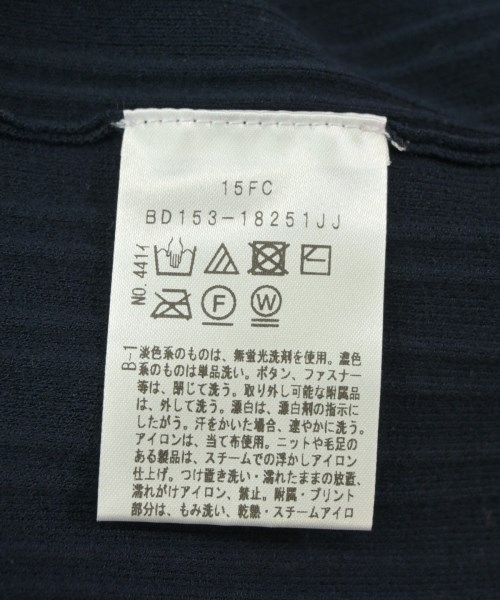 15FC
BD153-18251JJ
NO.441イ
F
W
B-1
淡色系のものは、無蛍光洗剤を使用。濃色
系のものは単品洗い。ボタン、ファスナー
等は、閉じて洗う。取り外し可能な附属品
は、外して洗う。漂白は、漂白剤の指示に
したがう。汗をかいた場合、速やかに洗う。
アイロンは、当て布使用。ニットや毛足の
ある製品は、スチームでの浮かしアイロン
仕上げ。つけ置き洗い・濡れたままの放置、
濡れがけアイロン、禁止。附属・プリント
部分は、もみ洗い、乾燥・スチームアイロ